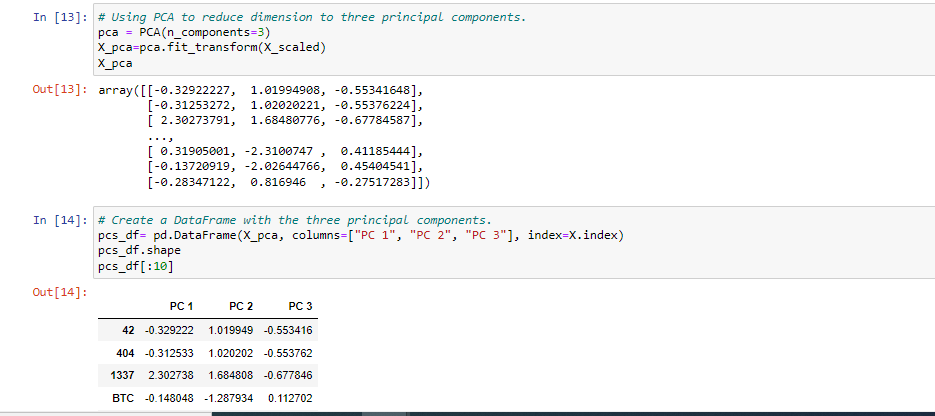 In [13]: # Using PCA to reduce dimension to three principal components.
pca = PCA(n_components=3)
X_pca=pca.fit_transform(X_scaled)
X_pca
Out[13]: array([[-0.32922227,  1.01994908, -0.55341648],
[-0.31253272,  1.02020221, -0.55376224],
[ 2.30273791,  1.68480776, -0.67784587],
...,
[ 0.31905001, -2.3100747 ,  0.41185444],
[-0.13720919, -2.02644766,  0.45404541],
[-0.28347122,  0.816946  , -0.27517283]])
In [14]: # Create a DataFrame with the three principal components.
pcs_df= pd.DataFrame(X_pca, columns=["PC 1", "PC 2", "PC 3"], index=X.index)
pcs_df.shape
pcs_df[:10]
Out[14]:
PC 1 PC 2 PC 3
42 -0.329222 1.019949 -0.553416
404 -0.312533 1.020202 -0.553762
1337 2.302738 1.684808 -0.677846
BTC -0.148048 -1.287934 0.112702